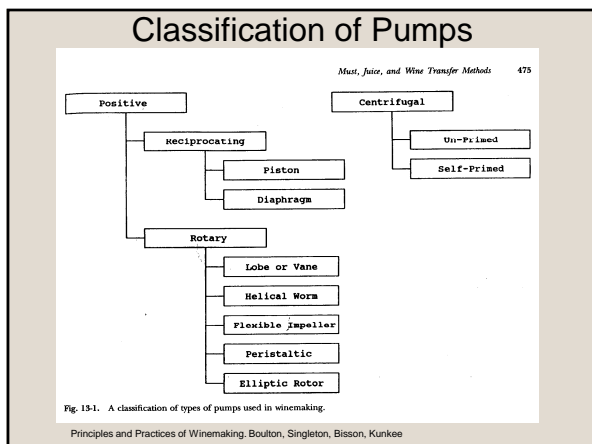 Classification of Pumps
Must, Juice, and Wine Transfer Methods 475
Positive
Reciprocating
Piston
Diaphragm
Rotary
Lobe or Vane
Helical Worm
Flexible Impeller
Peristaltic
Elliptic Rotor
Centrifugal
Un-Primed
Self-Primed
Fig. 13-1. A classification of types of pumps used in winemaking.
Principles and Practices of Winemaking. Boulton, Singleton, Bisson, Kunkee